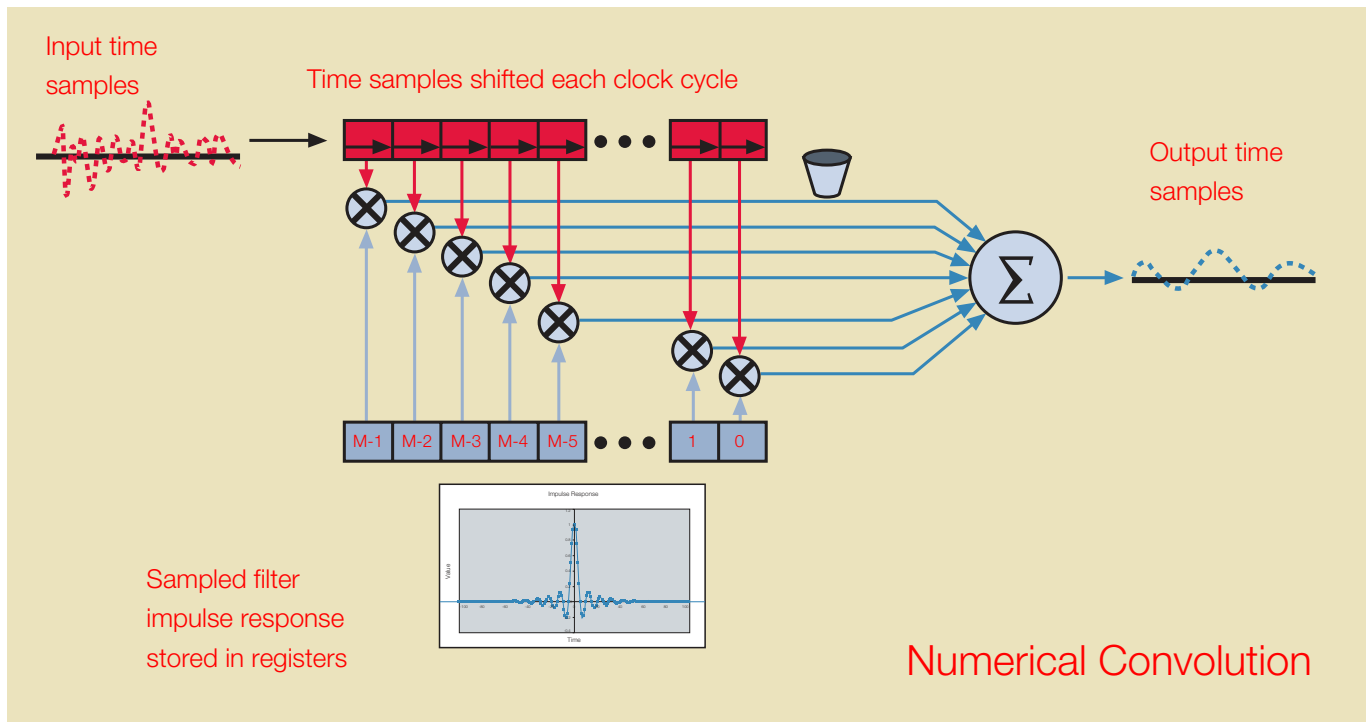 Input time
samples
Time samples shifted each clock cycle
Output time
samples
Σ
M-1 M-2 M-3 M-4 M-5 1 0
Impulse Response
Value
Time
Sampled filter
impulse response
stored in registers
Numerical Convolution